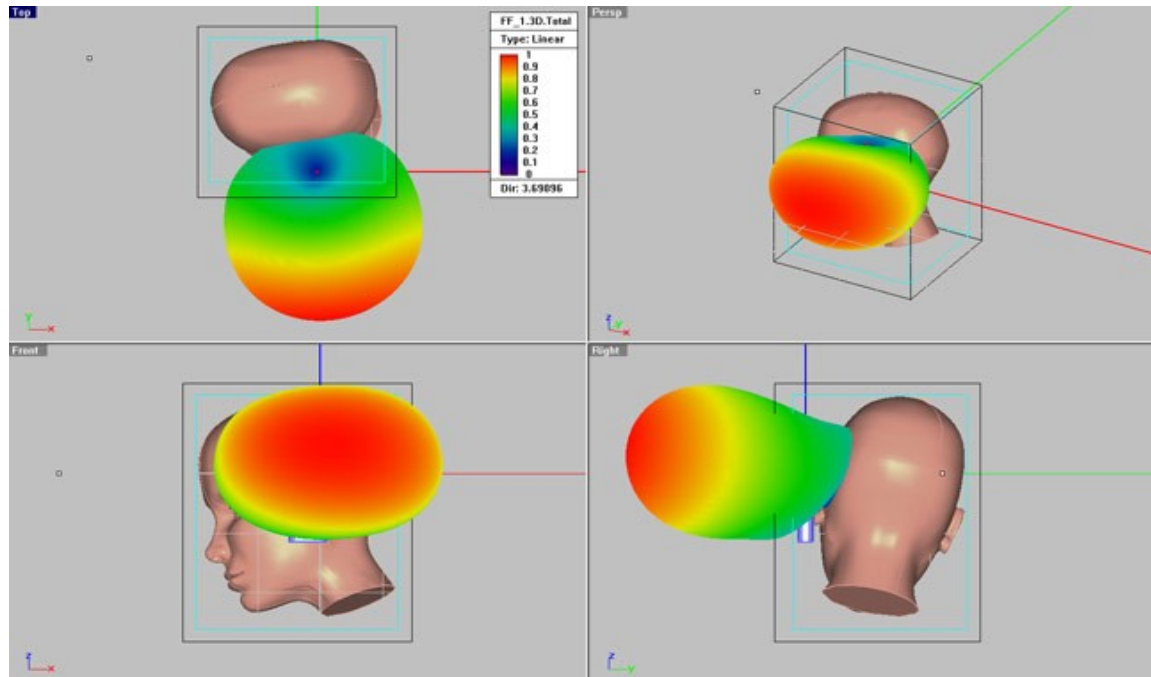 Top
FF_1.3D.Total
Type: Linear
1
0.9
0.8
0.7
0.6
0.5
0.4
0.3
0.2
0.1
0
Dir: 3.69096
Y
X
Persp
Z
Y
X
Front
Z
X
Right
Z
Y